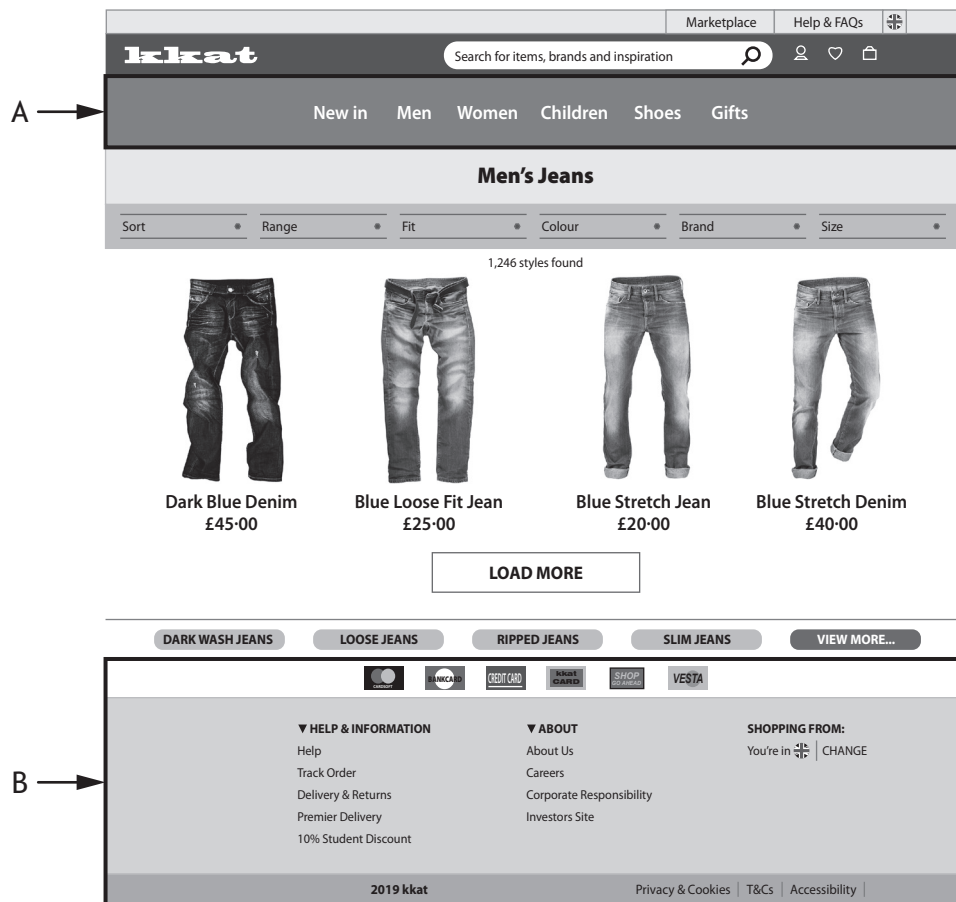 Marketplace Help & FAQs
kkat Search for items, brands and inspiration
A
New in Men Women Children Shoes Gifts
Men's Jeans
Sort Range Fit Colour Brand Size
1,246 styles found
Dark Blue Denim Blue Loose Fit Jean Blue Stretch Jean Blue Stretch Denim
£45·00 £25·00 £20·00 £40·00
LOAD MORE
DARK WASH JEANS LOOSE JEANS RIPPED JEANS SLIM JEANS VIEW MORE...
BANKCARD CREDIT CARD kkat CARD SHOP GO AHEAD VE$TA
B
▼ HELP & INFORMATION ▼ ABOUT SHOPPING FROM:
Help About Us You're in CHANGE
Track Order Careers
Delivery & Returns Corporate Responsibility
Premier Delivery Investors Site
10% Student Discount
2019 kkat Privacy & Cookies T&Cs Accessibility